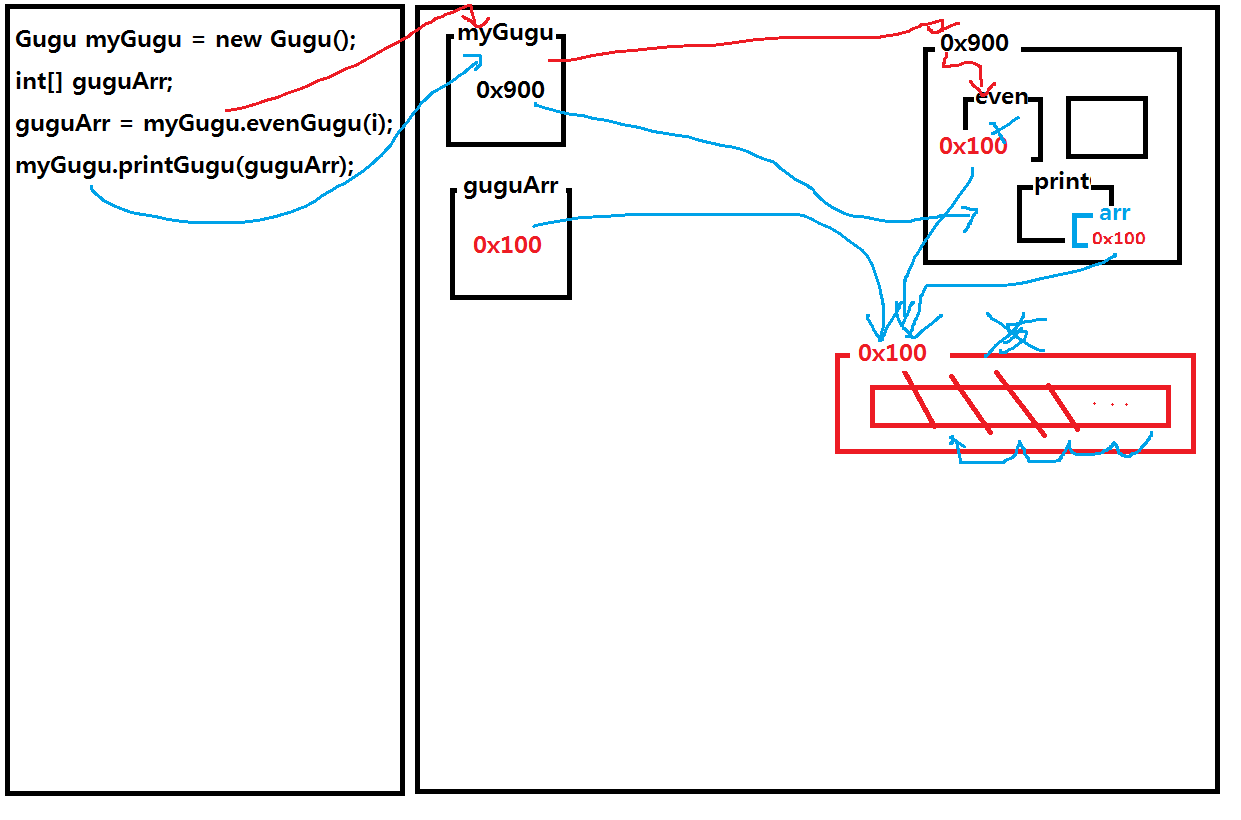 Gugu myGugu = new Gugu();
int[] guguArr;
guguArr = myGugu.evenGugu(i);
myGugu.printGugu(guguArr);
myGugu
0x900
guguArr
0x100
0x900
even
0x100
print
arr
0x100
0x100
. . .